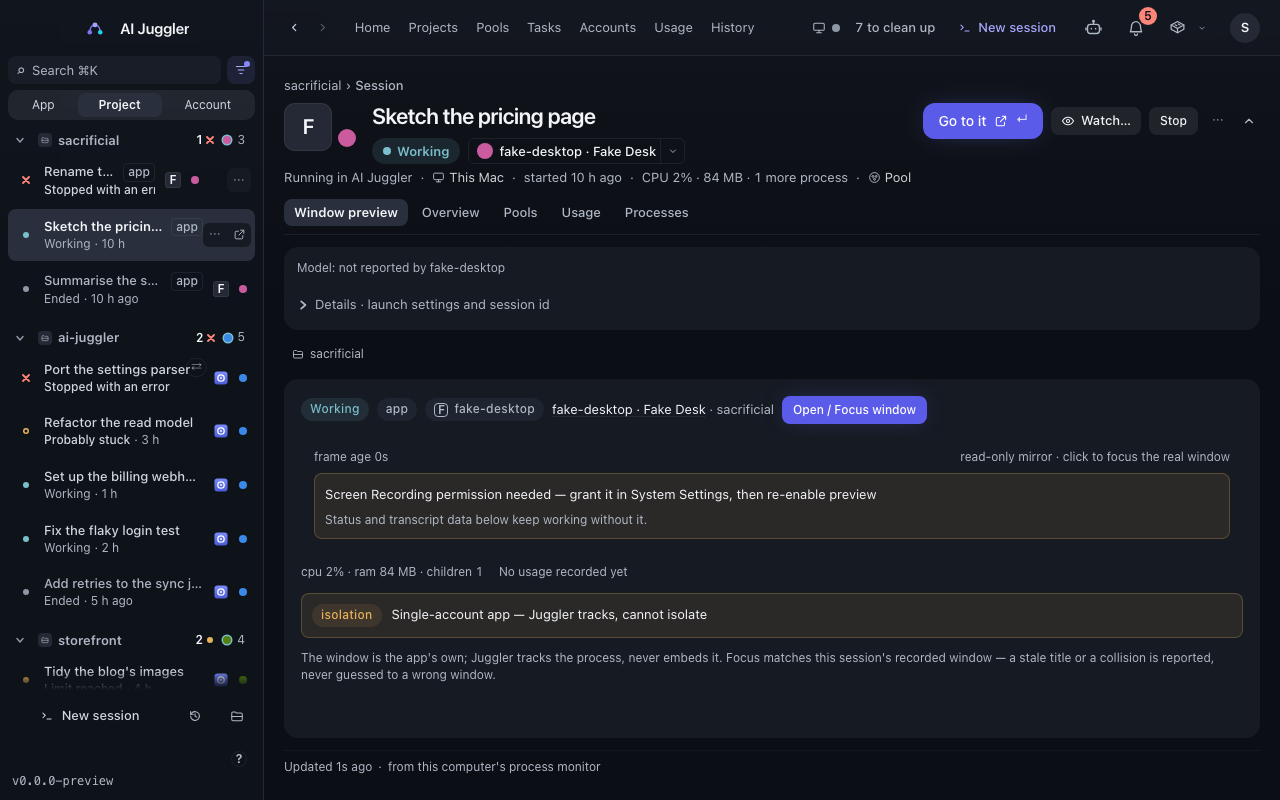 AI Juggler
Search ⌘K
App Project Account
sacrificial 1 3
Rename t... app F
Stopped with an err
Sketch the pricin... app
Working · 10 h
Summarise the s... app F
Ended · 10 h ago
ai-juggler 2 5
Port the settings parser
Stopped with an error
Refactor the read model
Probably stuck · 3 h
Set up the billing webh...
Working · 1 h
Fix the flaky login test
Working · 2 h
Add retries to the sync j...
Ended · 5 h ago
storefront 2 4
Tidy the blog's images
Limit reached · 4 h
New session
?
v0.0.0-preview
Home Projects Pools Tasks Accounts Usage History 7 to clean up New session 5 S
sacrificial › Session
F Sketch the pricing page Go to it Watch... Stop ...
Working fake-desktop · Fake Desk
Running in AI Juggler · This Mac · started 10 h ago · CPU 2% · 84 MB · 1 more process · Pool
Window preview Overview Pools Usage Processes
Model: not reported by fake-desktop
Details · launch settings and session id
sacrificial
Working app F fake-desktop fake-desktop · Fake Desk · sacrificial Open / Focus window
frame age 0s read-only mirror · click to focus the real window
Screen Recording permission needed — grant it in System Settings, then re-enable preview
Status and transcript data below keep working without it.
cpu 2% · ram 84 MB · children 1 No usage recorded yet
isolation Single-account app — Juggler tracks, cannot isolate
The window is the app's own; Juggler tracks the process, never embeds it. Focus matches this session's recorded window — a stale title or a collision is reported,
never guessed to a wrong window.
Updated 1s ago · from this computer's process monitor